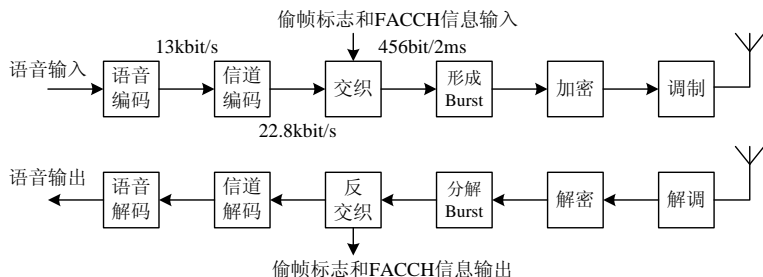 偷帧标志和FACCH信息输入
13kbit/s
456bit/2ms
语音输入
语音
编码
信道
编码
交织
形成
Burst
加密
调制
22.8kbit/s
语音输出
语音
解码
信道
解码
反
交织
分解
Burst
解密
解调
偷帧标志和FACCH信息输出